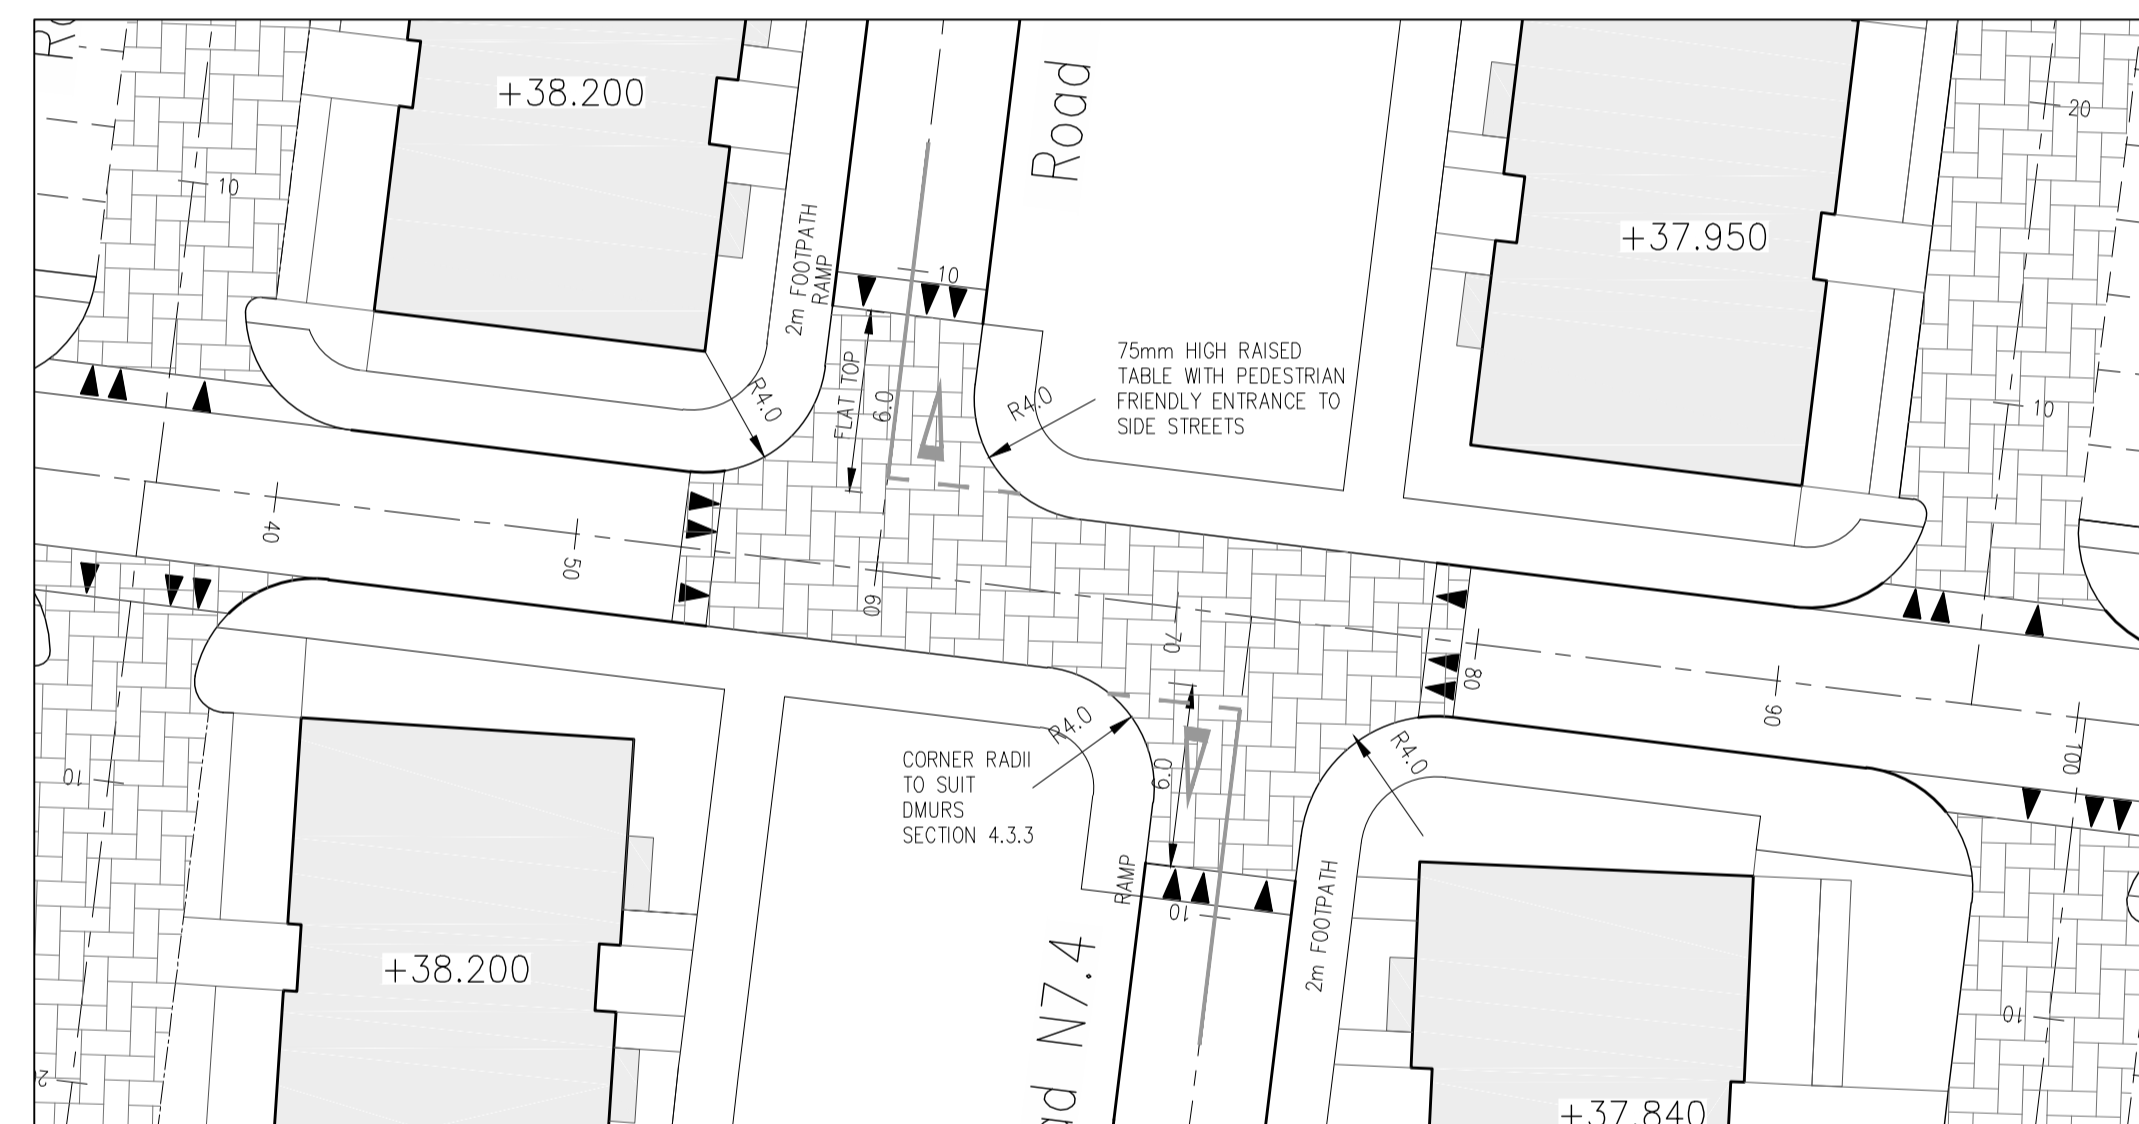 +38.200
Road
+37.950
20
10
2m FOOTPATH
RAMP
10
10
FLAT TOP
6.0
R4.0
R4.0
75mm HIGH RAISED
TABLE WITH PEDESTRIAN
FRIENDLY ENTRANCE TO
SIDE STREETS
40
50
60
70
80
90
100
R4.0
R4.0
6.0
CORNER RADII
TO SUIT
DMURS
SECTION 4.3.3
10
RAMP
10
2m FOOTPATH
+38.200
N7.4
10
+37.840